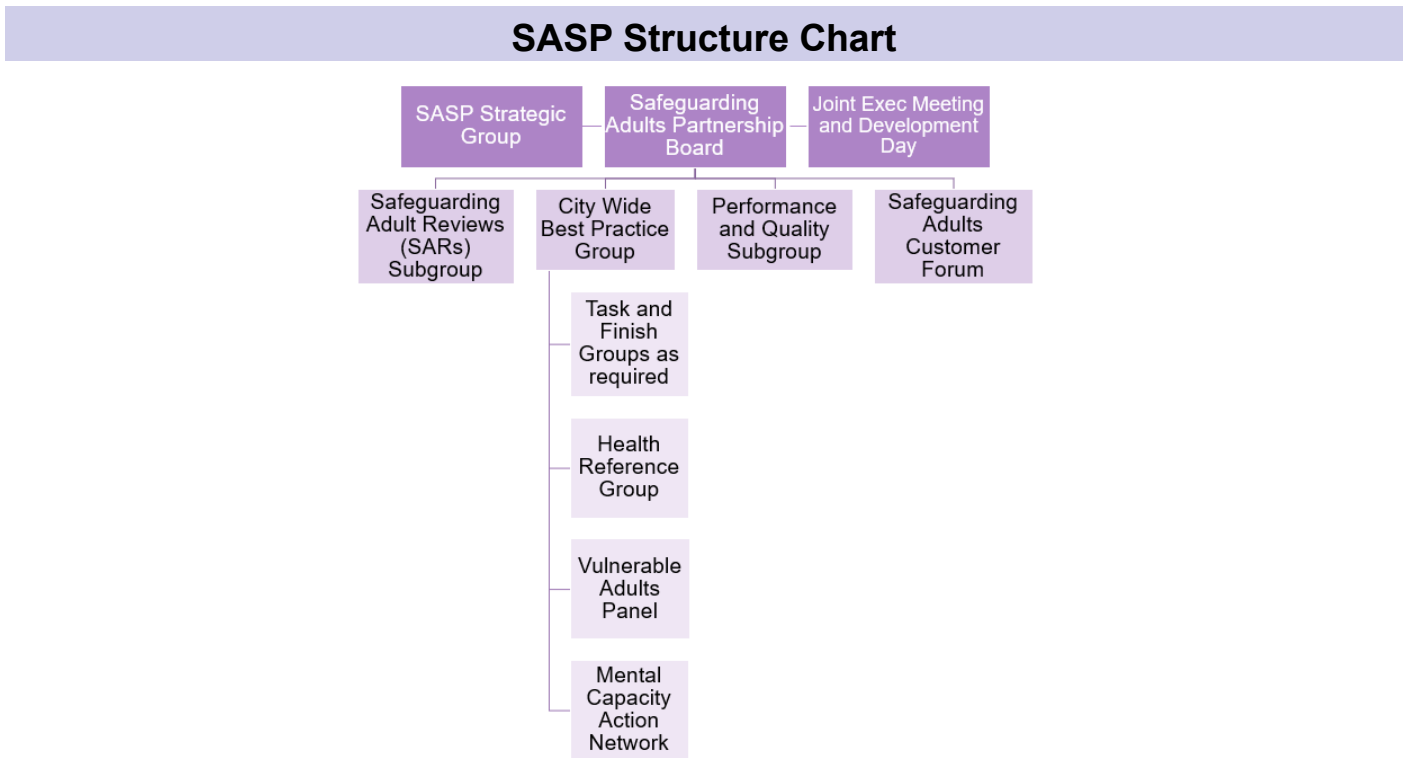 SASP Structure Chart
SASP Strategic
Group
Safeguarding
Adults Partnership
Board
Joint Exec Meeting
and Development
Day
Safeguarding
Adult Reviews
(SARs)
Subgroup
City Wide
Best Practice
Group
Performance
and Quality
Subgroup
Safeguarding
Adults
Customer
Forum
Task and
Finish
Groups as
required
Health
Reference
Group
Vulnerable
Adults
Panel
Mental
Capacity
Action
Network